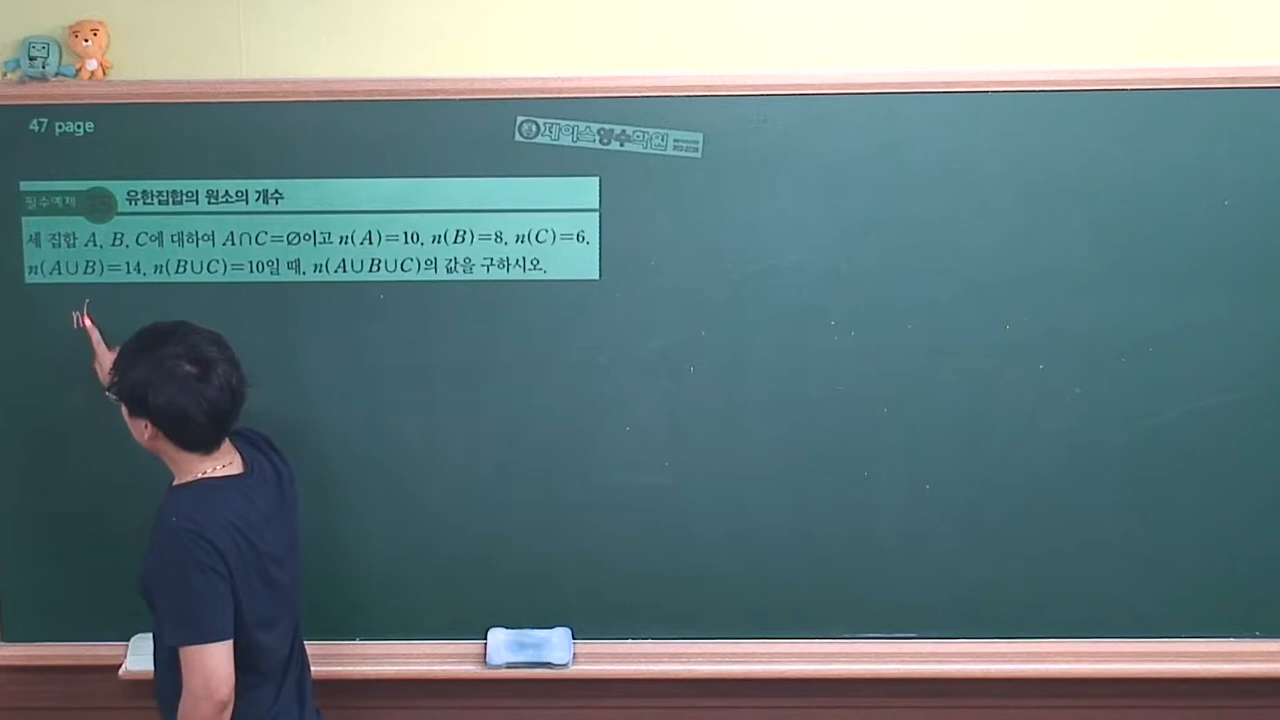 47 page
제이스영수학원
필수예제
유한집합의 원소의 개수
세 집합 A, B, C에 대하여 A∩C=∅이고 n(A)=10, n(B)=8, n(C)=6,
n(A∪B)=14, n(B∪C)=10일 때, n(A∪B∪C)의 값을 구하시오.
n(